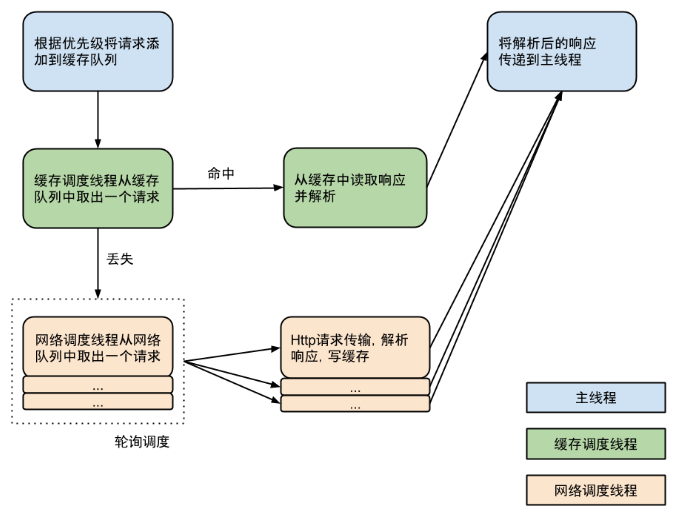 根据优先级将请求添
加到缓存队列
将解析后的响应
传递到主线程
缓存调度线程从缓存
队列中取出一个请求
命中
从缓存中读取响应
并解析
丢失
网络调度线程从网络
队列中取出一个请求
...
...
轮询调度
Http请求传输, 解析
响应, 写缓存
...
...
主线程
缓存调度线程
网络调度线程